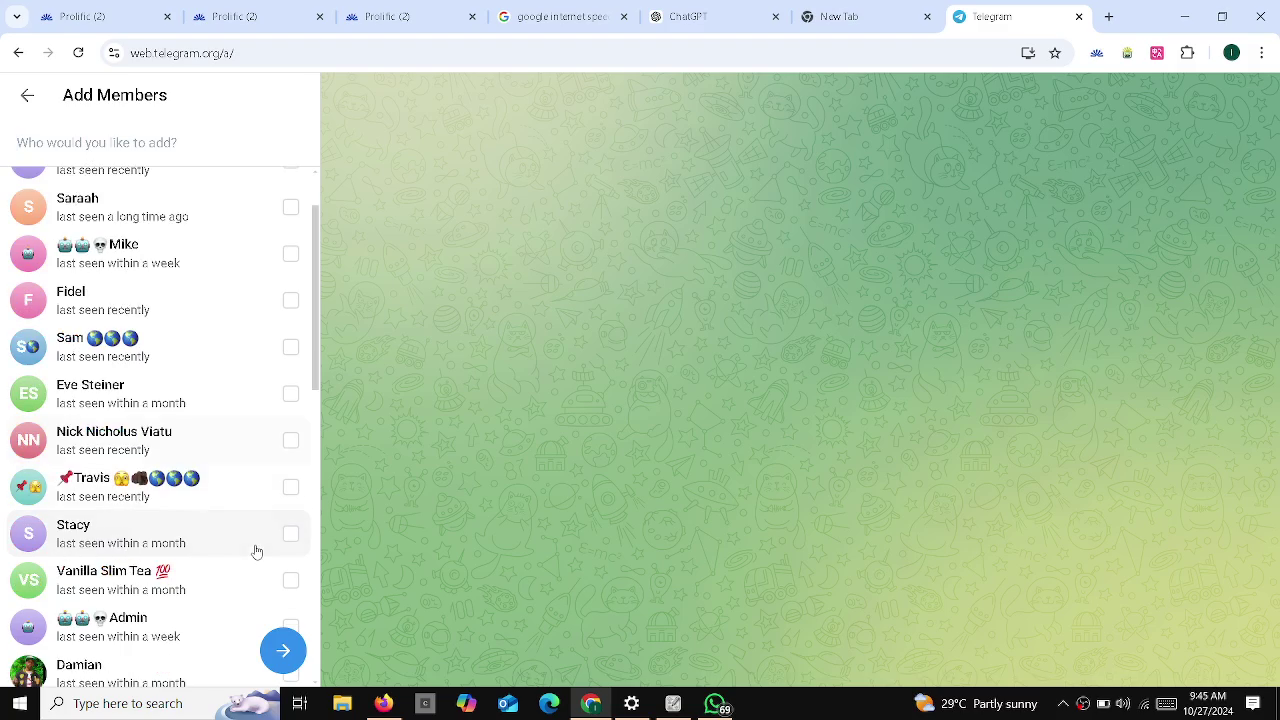 Prolific (2)
Prolific (2)
Prolific (2)
google internet spee
ChatGPT
New Tab
Telegram
web.telegram.org/a/
Add Members
Who would you like to add?
last seen recently
S
Saraah
last seen a long time ago
🤖🤖💀Mike
last seen within a week
F
Fidel
last seen recently
S🌎
Sam 🌎🌎🌎
last seen recently
ES
Eve Steiner
last seen within a month
NN
Nick Nicholus Viatu
last seen recently
📌Travis 🌎🌎🌎
last seen recently
S
Stacy
last seen within a month
VS
Vanilla Slim Tea 💯
last seen within a month
🤖🤖💀Admin
last seen within a week
Damian
last seen within a month
Type here to search
69
29°C Partly sunny
9:45 AM
10/27/2024